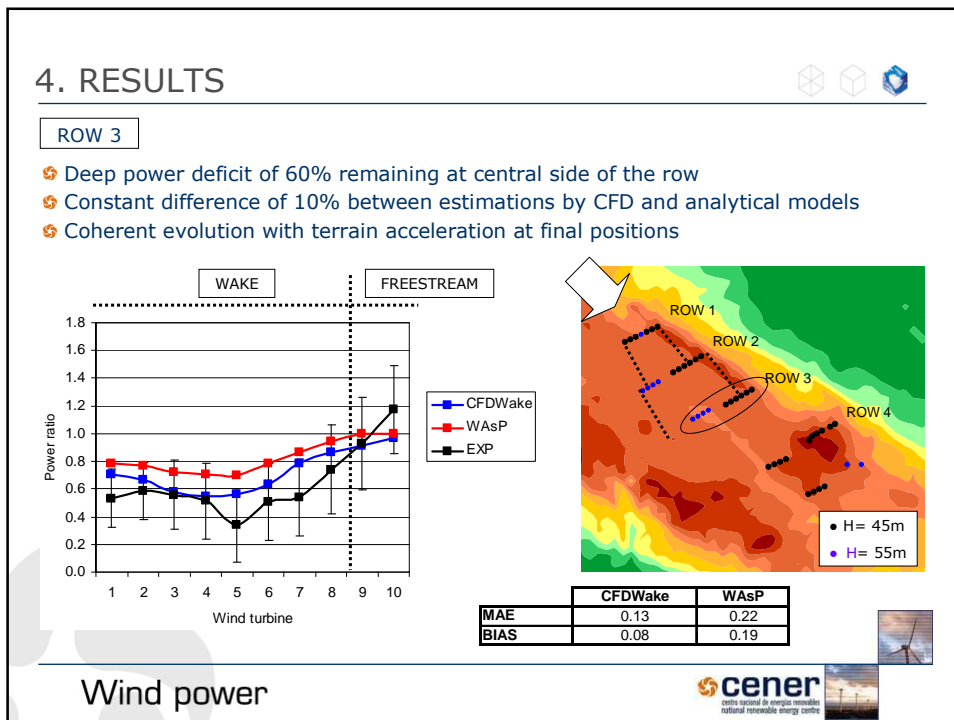 4. RESULTS
ROW 3
Deep power deficit of 60% remaining at central side of the row
Constant difference of 10% between estimations by CFD and analytical models
Coherent evolution with terrain acceleration at final positions
WAKE
FREESTREAM
1.8
1.6
1.4
1.2
1.0
0.8
0.6
0.4
0.2
0.0
Power ratio
1 2 3 4 5 6 7 8 9 10
Wind turbine
CFDWake
WAsP
EXP
ROW 1
ROW 2
ROW 3
ROW 4
H= 45m
H= 55m
CFDWake WAsP
MAE 0.13 0.22
BIAS 0.08 0.19
Wind power
cener
centro nacional de energías renovables
national renewable energy centre